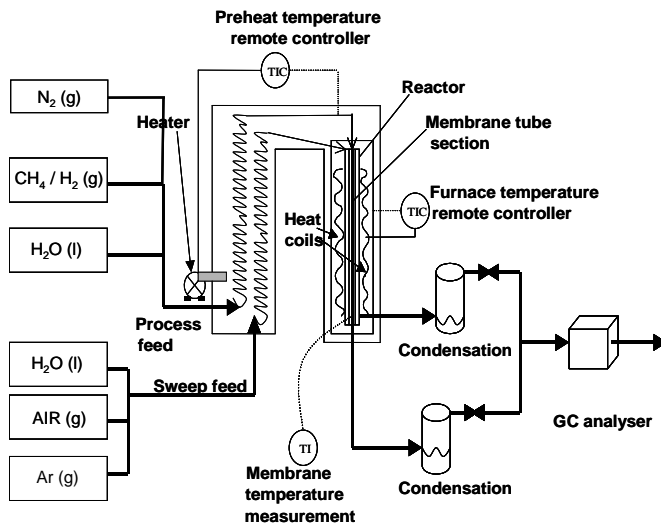 Preheat temperature
remote controller
TIC
N2 (g)
Heater
Reactor
Membrane tube
section
CH4 / H2 (g)
Furnace temperature
remote controller
TIC
Heat
coils
H2O (l)
Process
feed
Condensation
H2O (l)
Sweep feed
AIR (g)
GC analyser
Ar (g)
TI
Membrane
temperature
measurement
Condensation